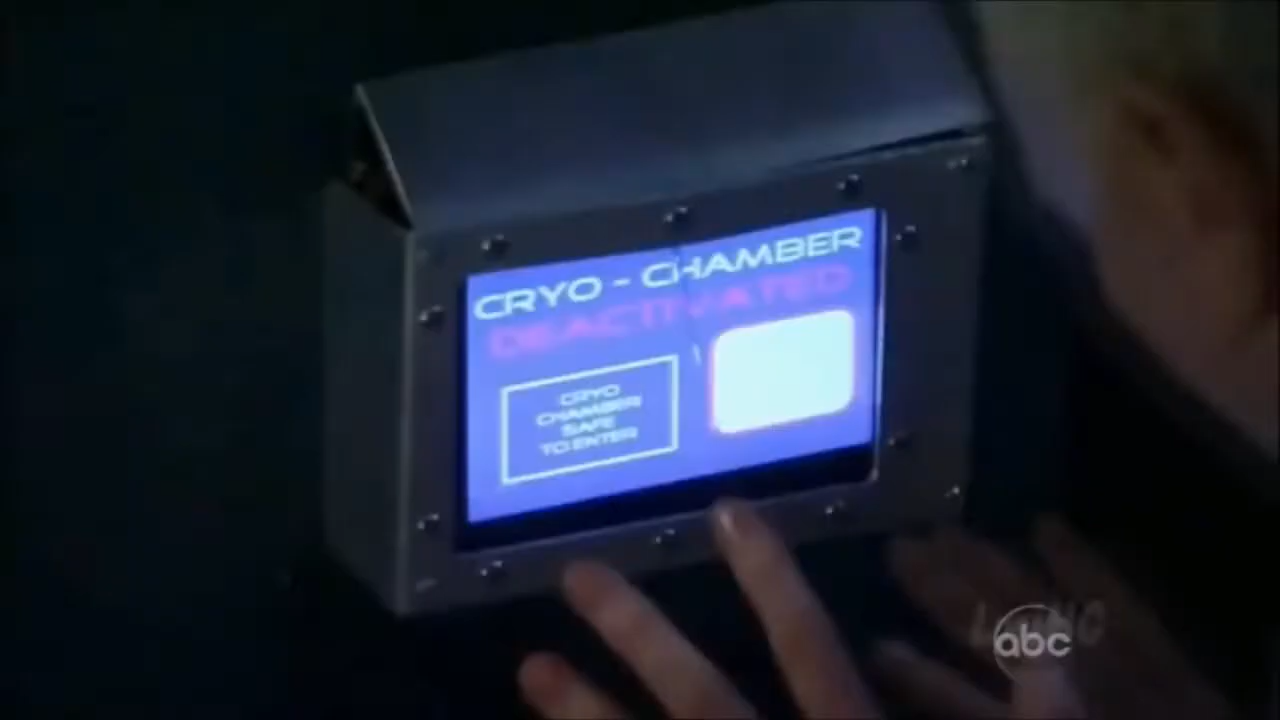 CRYO - CHAMBER
DEACTIVATED
CRYO
CHAMBER
SAFE
TO ENTER
abc